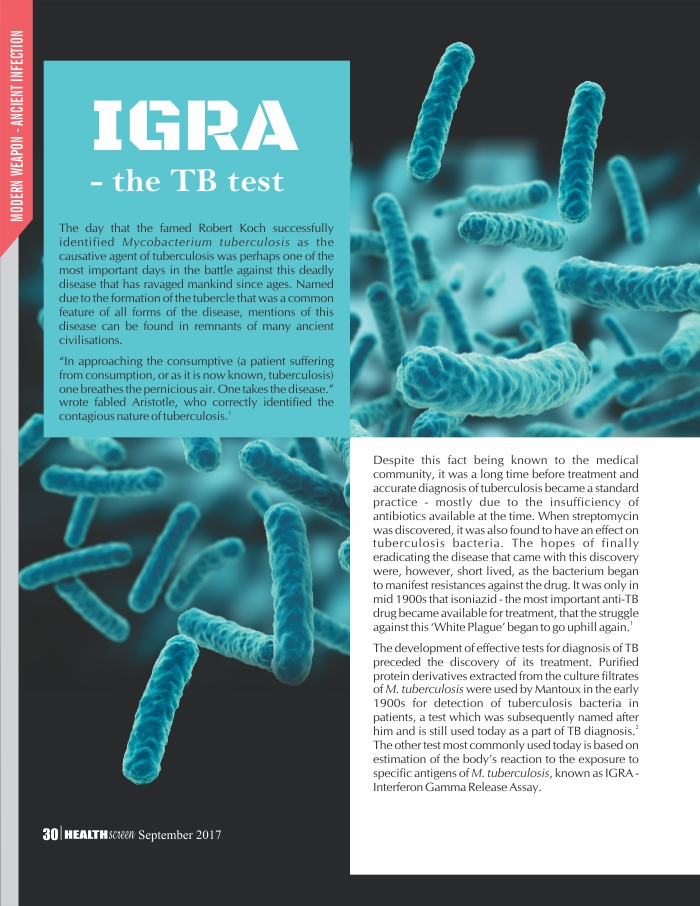 MODERN WEAPON - ANCIENT INFECTION
IGRA
- the TB test
The day that the famed Robert Koch successfully
identified Mycobacterium tuberculosis as the
causative agent of tuberculosis was perhaps one of the
most important days in the battle against this deadly
disease that has ravaged mankind since ages. Named
due to the formation of the tubercle that was a common
feature of all forms of the disease, mentions of this
disease can be found in remnants of many ancient
civilisations.
“In approaching the consumptive (a patient suffering
from consumption, or as it is now known, tuberculosis)
one breathes the pernicious air. One takes the disease.”
wrote fabled Aristotle, who correctly identified the
contagious nature of tuberculosis.1
Despite this fact being known to the medical
community, it was a long time before treatment and
accurate diagnosis of tuberculosis became a standard
practice - mostly due to the insufficiency of
antibiotics available at the time. When streptomycin
was discovered, it was also found to have an effect on
tuberculosis bacteria. The hopes of finally
eradicating the disease that came with this discovery
were, however, short lived, as the bacterium began
to manifest resistances against the drug. It was only in
mid 1900s that isoniazid - the most important anti-TB
drug became available for treatment, that the struggle
against this ‘White Plague’ began to go uphill again.1
The development of effective tests for diagnosis of TB
preceded the discovery of its treatment. Purified
protein derivatives extracted from the culture filtrates
of M. tuberculosis were used by Mantoux in the early
1900s for detection of tuberculosis bacteria in
patients, a test which was subsequently named after
him and is still used today as a part of TB diagnosis.2
The other test most commonly used today is based on
estimation of the body’s reaction to the exposure to
specific antigens of M. tuberculosis, known as IGRA -
Interferon Gamma Release Assay.
30 | HEALTHscreen September 2017